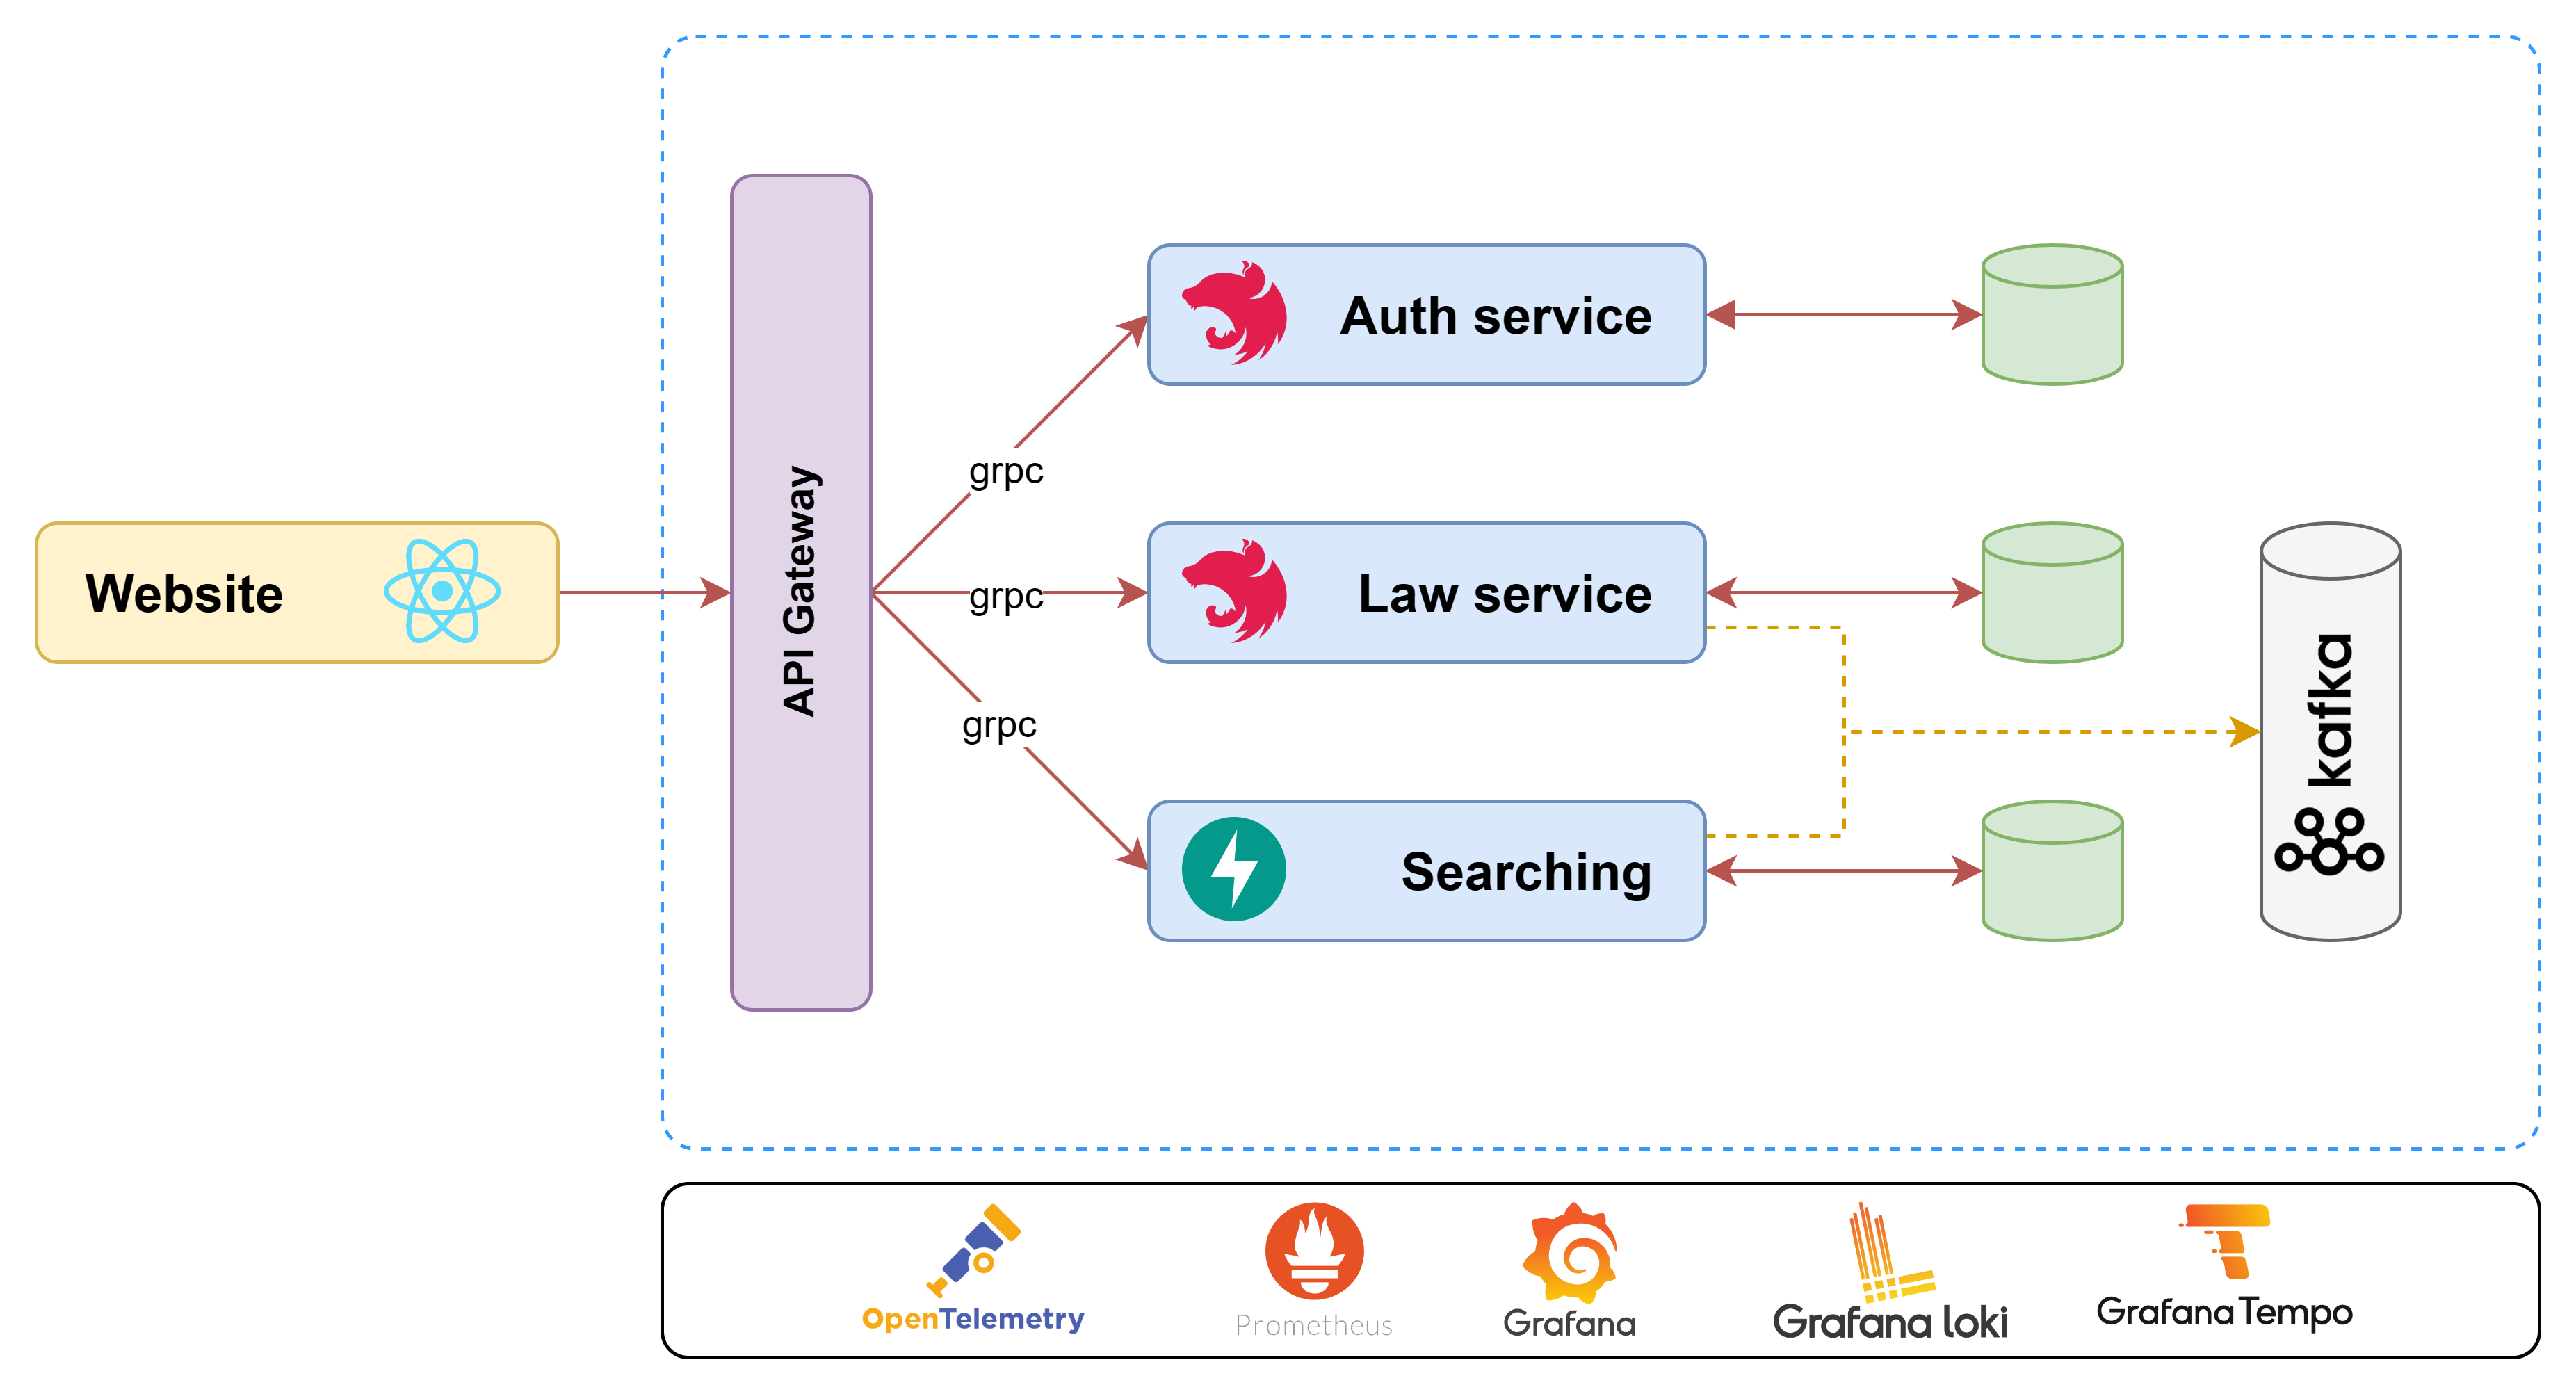 Website
API Gateway
grpc
grpc
grpc
Auth service
Law service
Searching
kafka
OpenTelemetry
Prometheus
Grafana
Grafana loki
Grafana Tempo